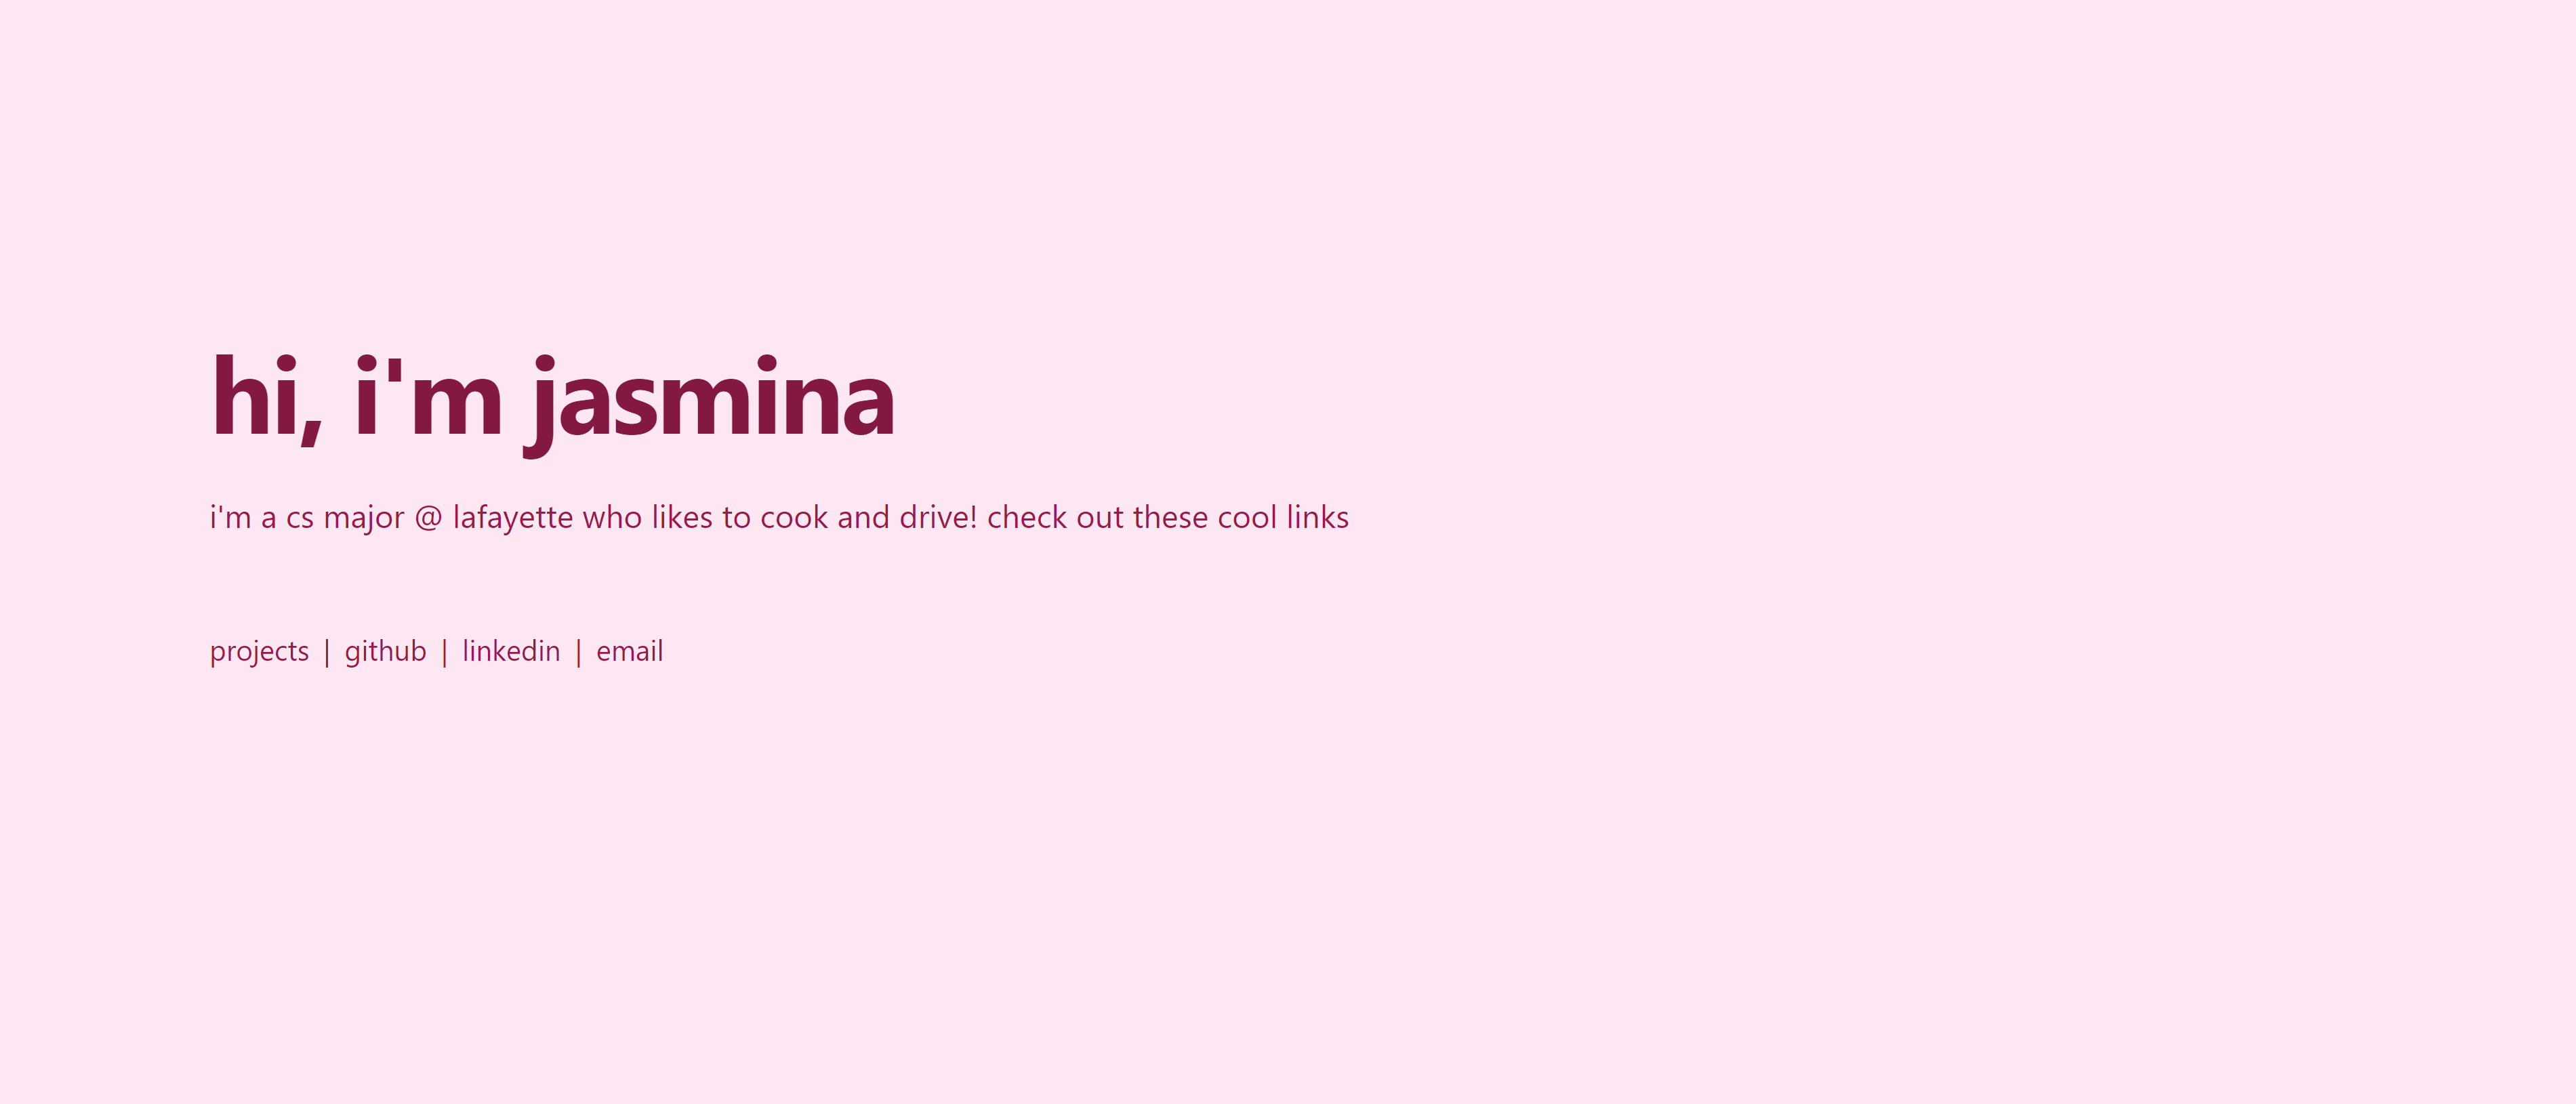 hi, i'm jasmina
i'm a cs major @ lafayette who likes to cook and drive! check out these cool links
projects | github | linkedin | email